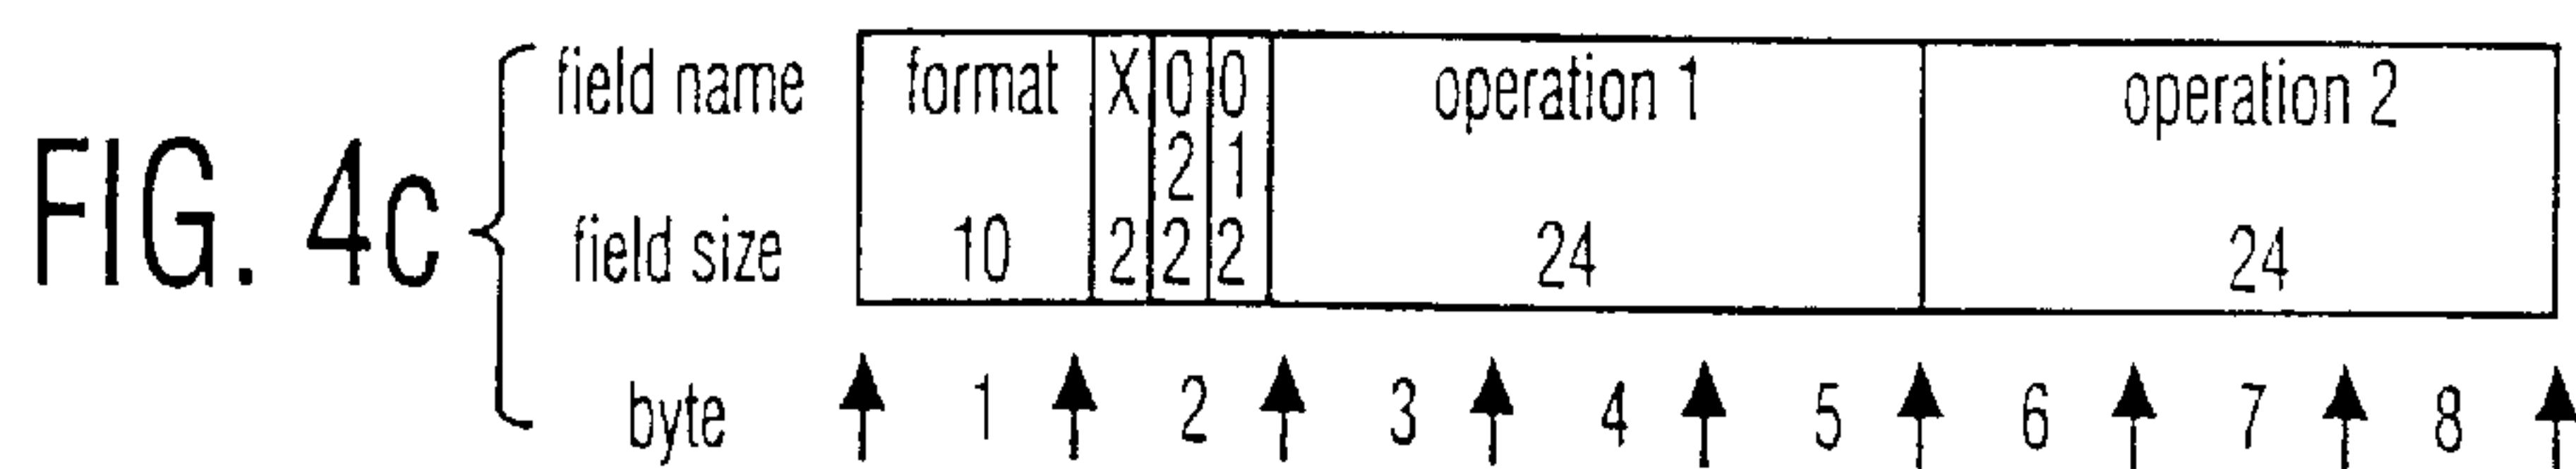 field name format X 0 0 operation 1 operation 2
2 1
FIG. 4c
field size 10 2 2 2 24 24
byte 1 2 3 4 5 6 7 8